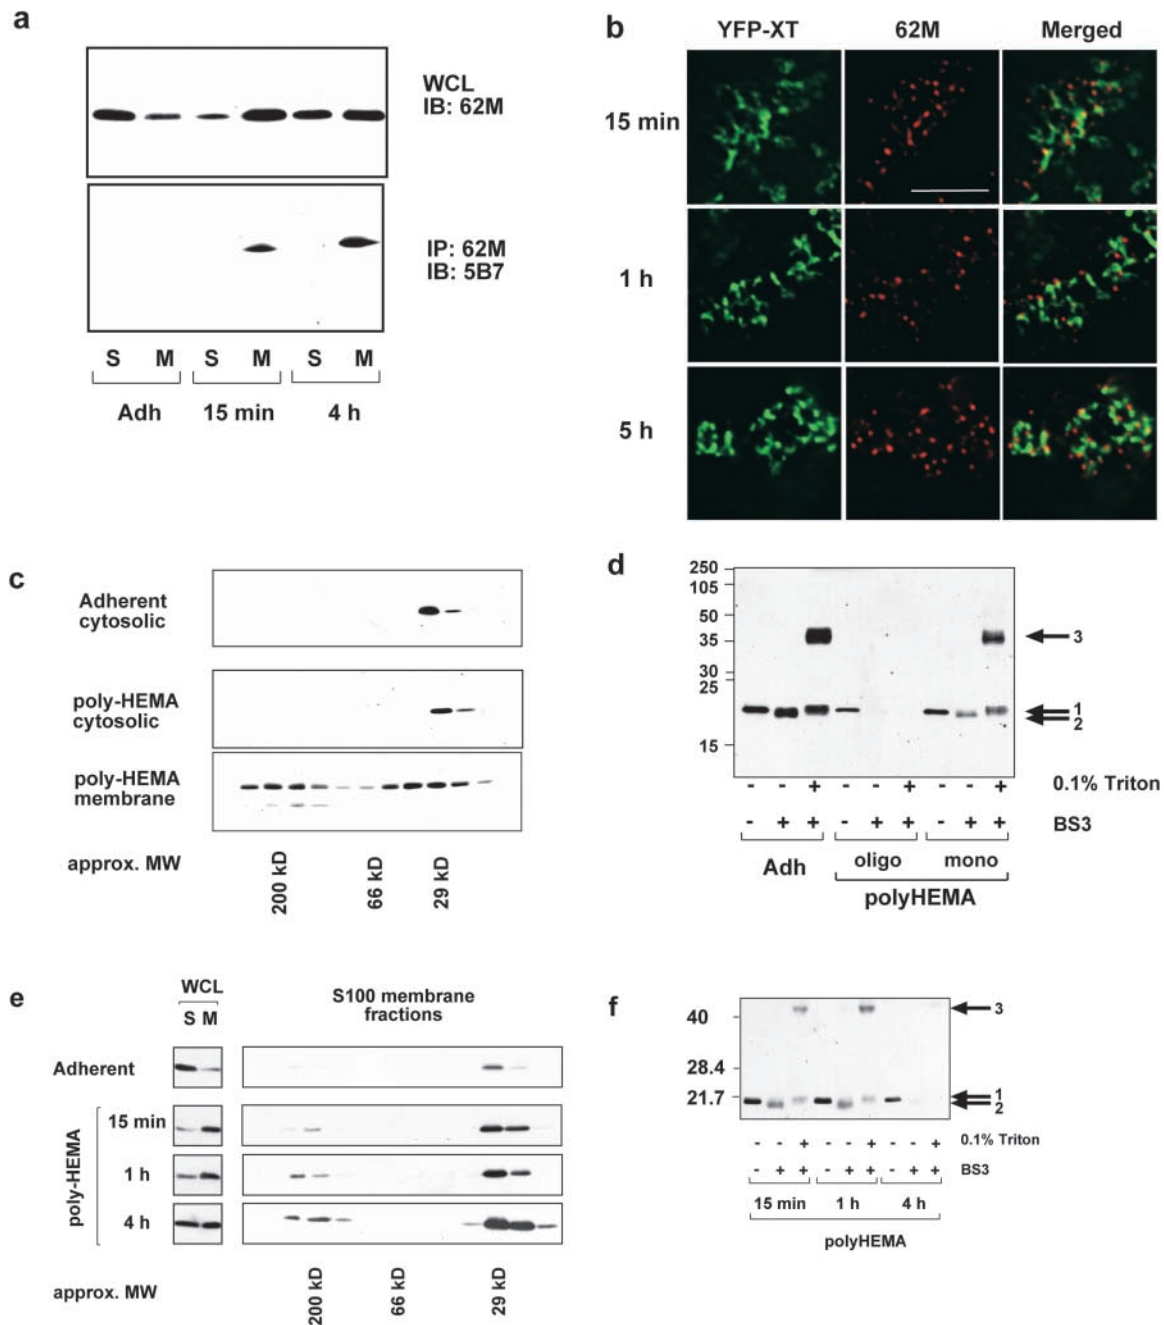 a
WCL
IB: 62M
IP: 62M
IB: 5B7
S M S M S M
Adh 15 min 4 h
b
YFP-XT 62M Merged
15 min
1 h
5 h
c
Adherent
cytosolic
poly-HEMA
cytosolic
poly-HEMA
membrane
approx. MW 200 kD 66 kD 29 kD
d
250
105
50
35
30
25
15
3
1
2
- - + - - + - - + 0.1% Triton
- + + - + + - + + BS3
Adh oligo mono
polyHEMA
e
WCL
S M
S100 membrane
fractions
Adherent
poly-HEMA
15 min
1 h
4 h
approx. MW 200 kD 66 kD 29 kD
f
40
28.4
21.7
3
1
2
- - + - - + - - + 0.1% Triton
- + + - + + - + + BS3
15 min 1 h 4 h
polyHEMA